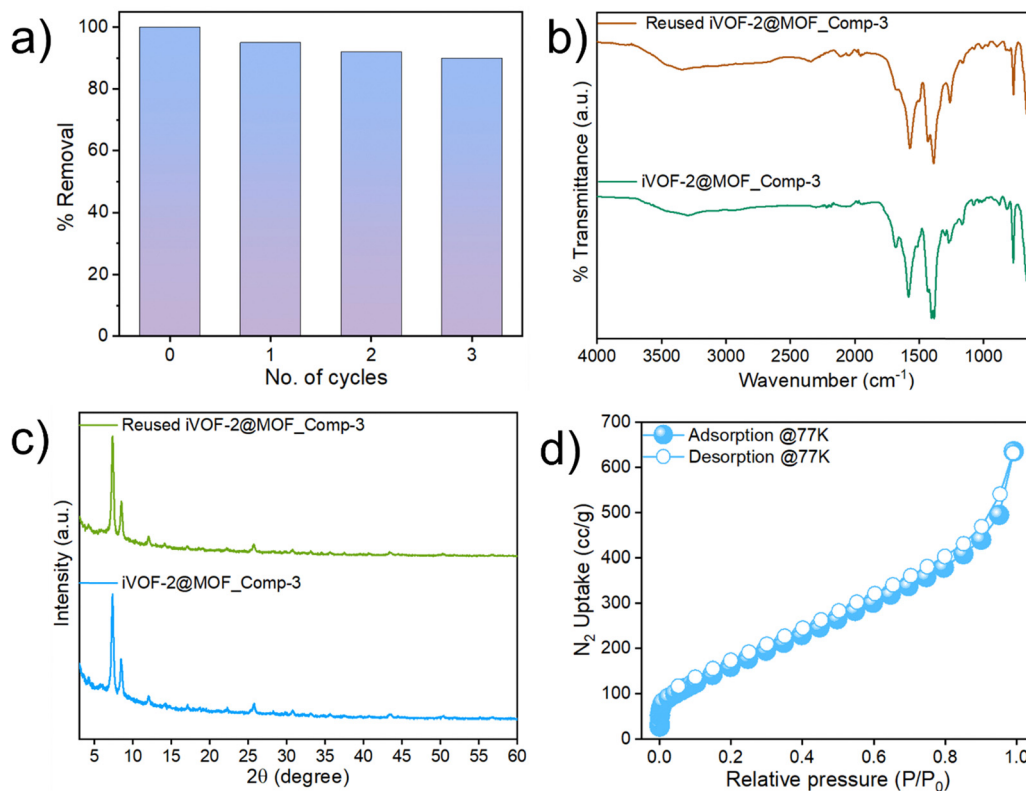 a)
100
80
60
40
20
0
% Removal
0 1 2 3
No. of cycles
b)
Reused iVOF-2@MOF_Comp-3
iVOF-2@MOF_Comp-3
% Transmittance (a.u.)
4000 3500 3000 2500 2000 1500 1000
Wavenumber (cm⁻¹)
c)
Reused iVOF-2@MOF_Comp-3
iVOF-2@MOF_Comp-3
Intensity (a.u.)
5 10 15 20 25 30 35 40 45 50 55 60
2θ (degree)
d)
Adsorption @77K
Desorption @77K
700
600
500
400
300
200
100
0
N₂ Uptake (cc/g)
0.0 0.2 0.4 0.6 0.8 1.0
Relative pressure (P/P₀)